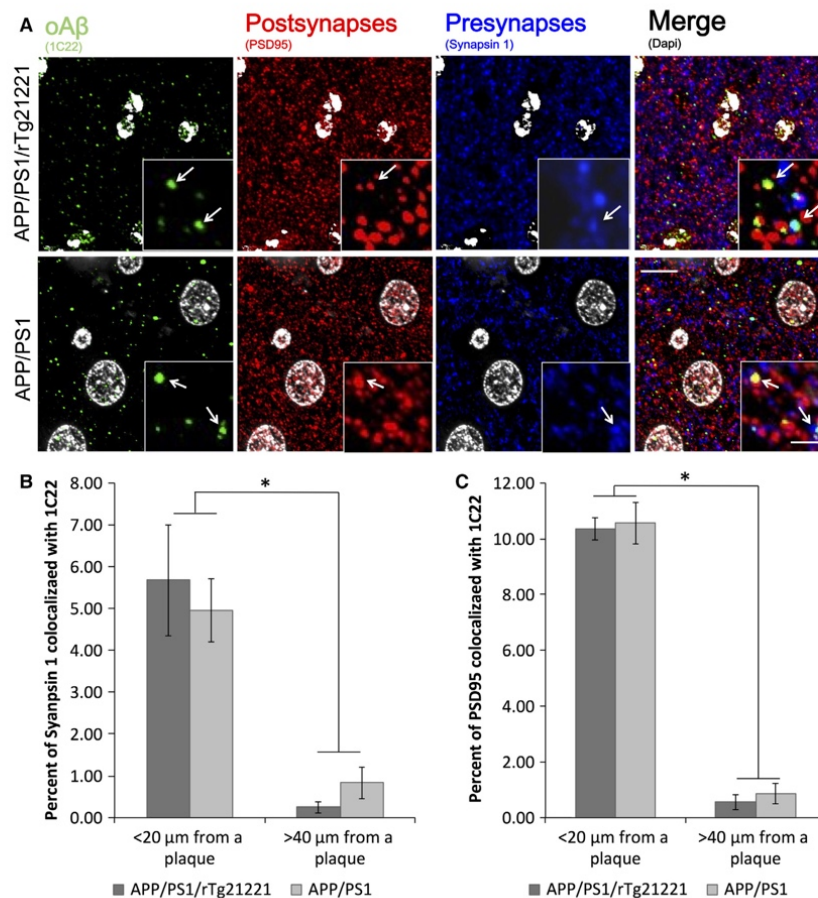 A
oAβ
(1C22)
Postsynapses
(PSD95)
Presynapses
(Synapsin 1)
Merge
(Dapi)
APP/PS1/rTg21221
APP/PS1
B
Percent of Syanpsin 1 colocalizaed with 1C22
8.00
7.00
6.00
5.00
4.00
3.00
2.00
1.00
0.00
*
<20 µm from a
plaque
>40 µm from a
plaque
APP/PS1/rTg21221
APP/PS1
C
Percent of PSD95 colocalizaed with 1C22
12.00
10.00
8.00
6.00
4.00
2.00
0.00
*
<20 µm from a
plaque
>40 µm from a
plaque
APP/PS1/rTg21221
APP/PS1